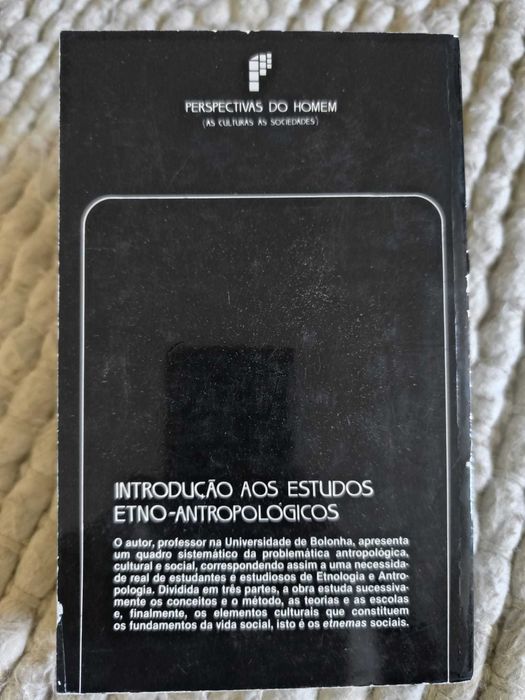 PERSPECTIVAS DO HOMEM
(AS CULTURAS AS SOCIEDADES)
INTRODUÇÃO AOS ESTUDOS
ETNO-ANTROPOLÓGICOS
O autor, professor na Universidade de Bolonha, apresenta
um quadro sistemático da problemática antropológica,
cultural e social, correspondendo assim a uma necessida-
de real de estudantes e estudiosos de Etnologia e Antro-
pologia. Dividida em três partes, a obra estuda sucessiva-
mente os conceitos e o método, as teorias e as escolas
e, finalmente, os elementos culturais que constituem
os fundamentos da vida social, isto é os etnemas sociais.